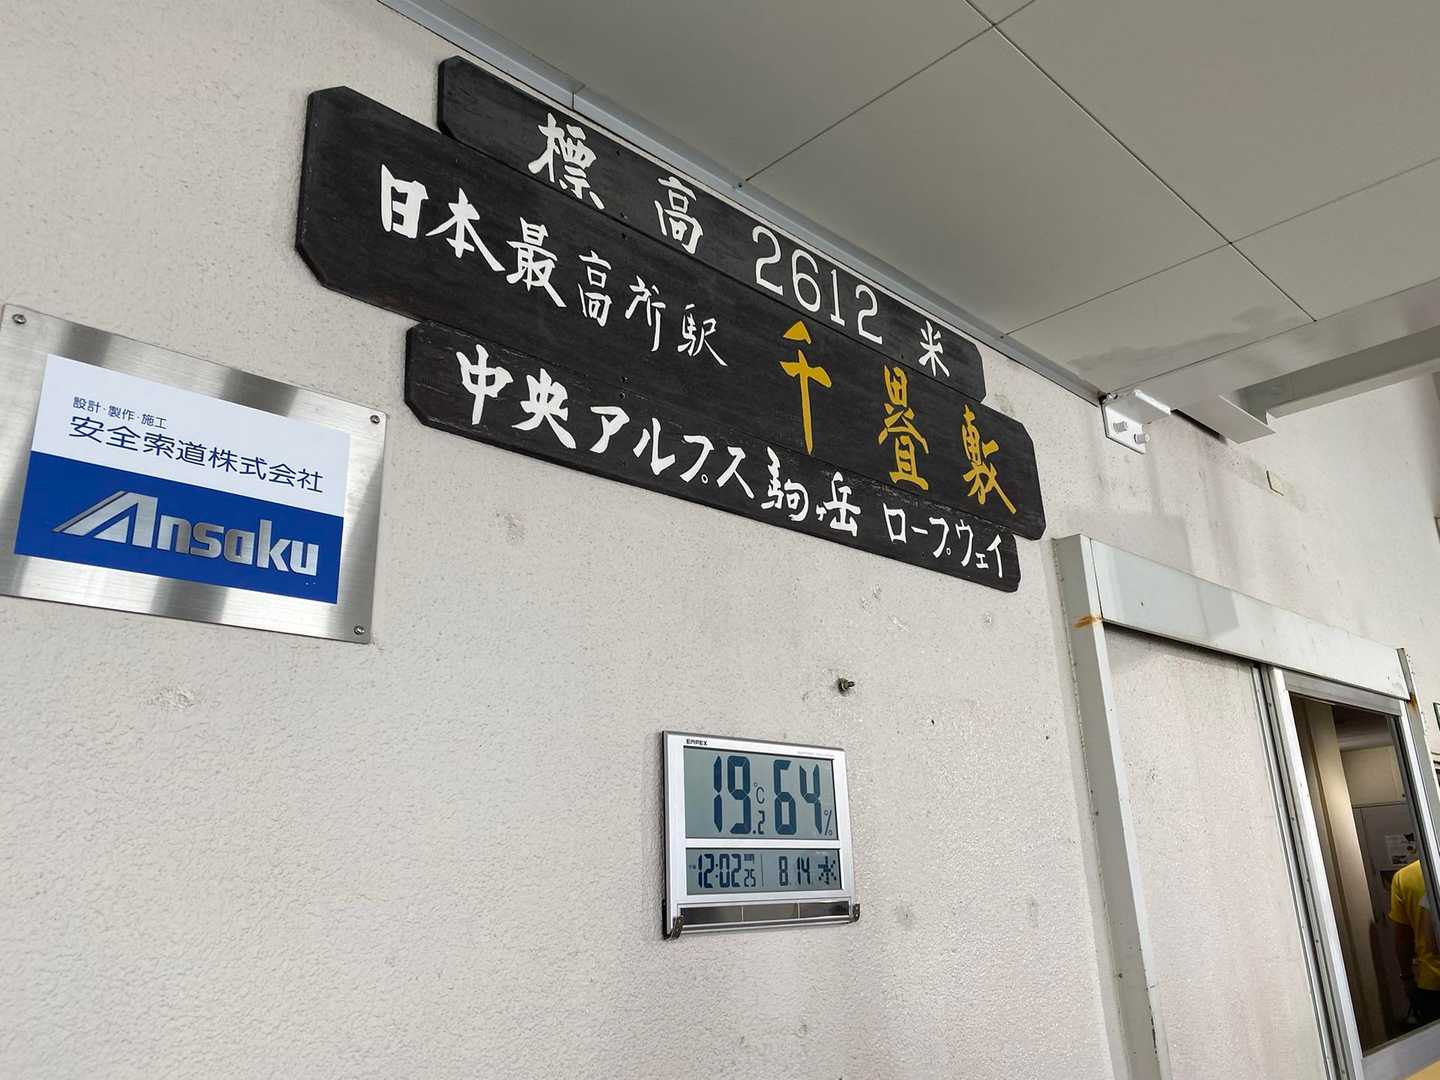 標高 2612 米
日本最高所駅 千畳敷
中央アルプス駒ヶ岳 ロープウェイ
設計・製作・施工
安全索道株式会社
Ansaku
EMPEX
19.2℃ 64%
12:02 25 8.14 水